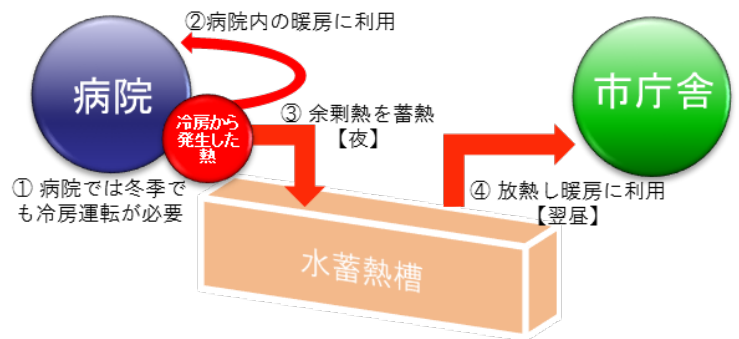 ②病院内の暖房に利用
病院
市庁舎
冷房から
発生した
熱
③ 余剰熱を蓄熱
【夜】
① 病院では冬季で
も冷房運転が必要
④ 放熱し暖房に利用
【翌昼】
水蓄熱槽